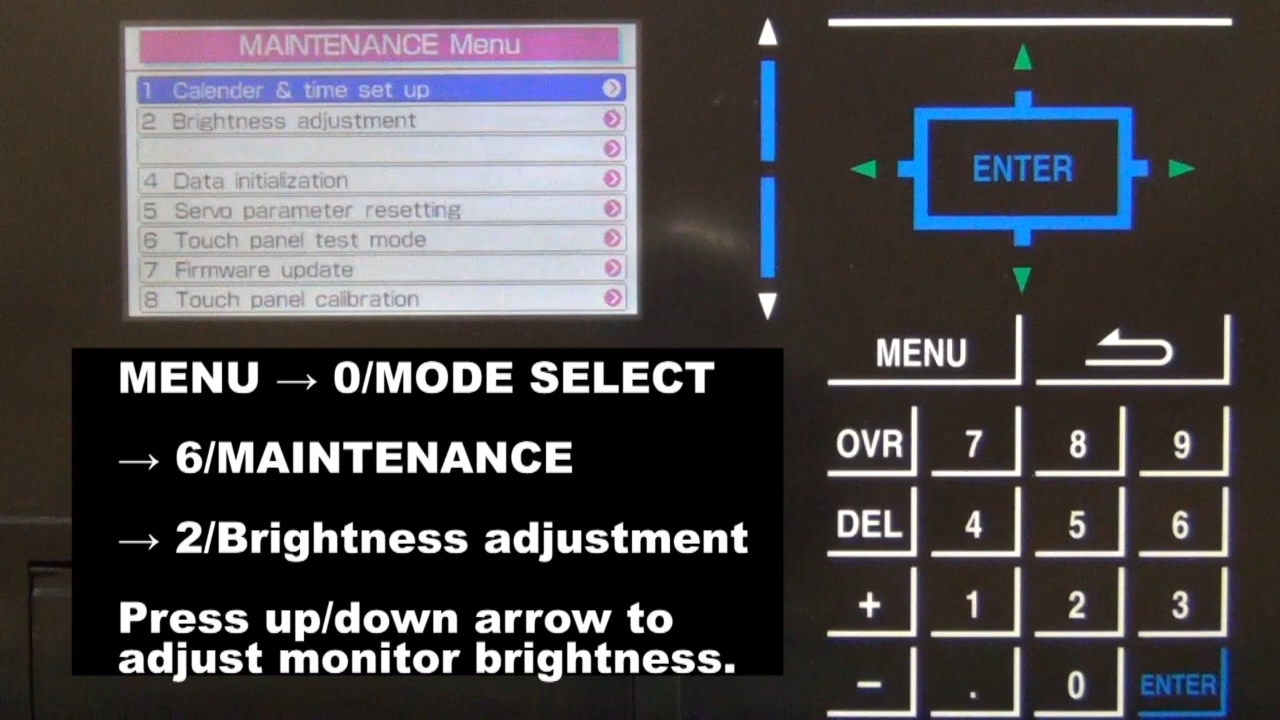 MAINTENANCE Menu
1 Calender & time set up
2 Brightness adjustment
4 Data initialization
5 Servo parameter resetting
6 Touch panel test mode
7 Firmware update
8 Touch panel calibration
MENU → 0/MODE SELECT
→ 6/MAINTENANCE
→ 2/Brightness adjustment
Press up/down arrow to
adjust monitor brightness.
ENTER
MENU
OVR 7 8 9
DEL 4 5 6
+ 1 2 3
- . 0 ENTER